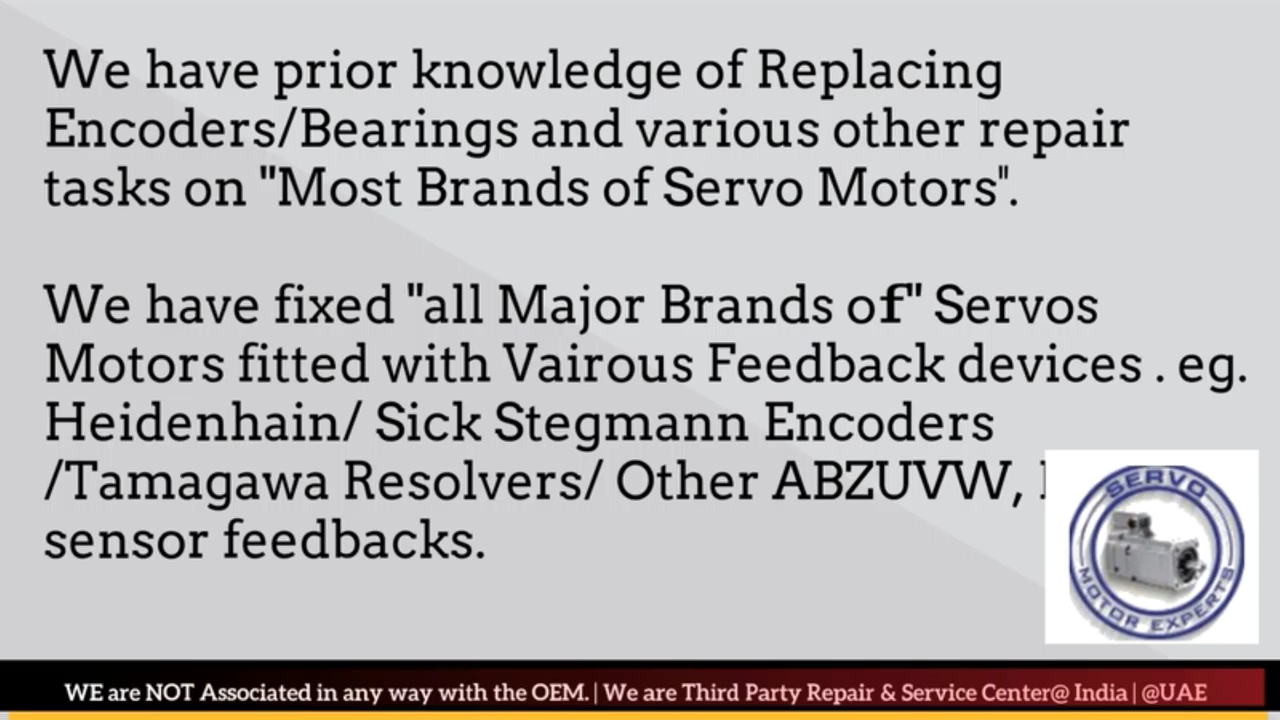 We have prior knowledge of Replacing
Encoders/Bearings and various other repair
tasks on "Most Brands of Servo Motors".
We have fixed "all Major Brands of" Servos
Motors fitted with Vairous Feedback devices . eg.
Heidenhain/ Sick Stegmann Encoders
/Tamagawa Resolvers/ Other ABZUVW,
sensor feedbacks.
SERVO
MOTOR EXPERTS
WE are NOT Associated in any way with the OEM. | We are Third Party Repair & Service Center@ India | @UAE